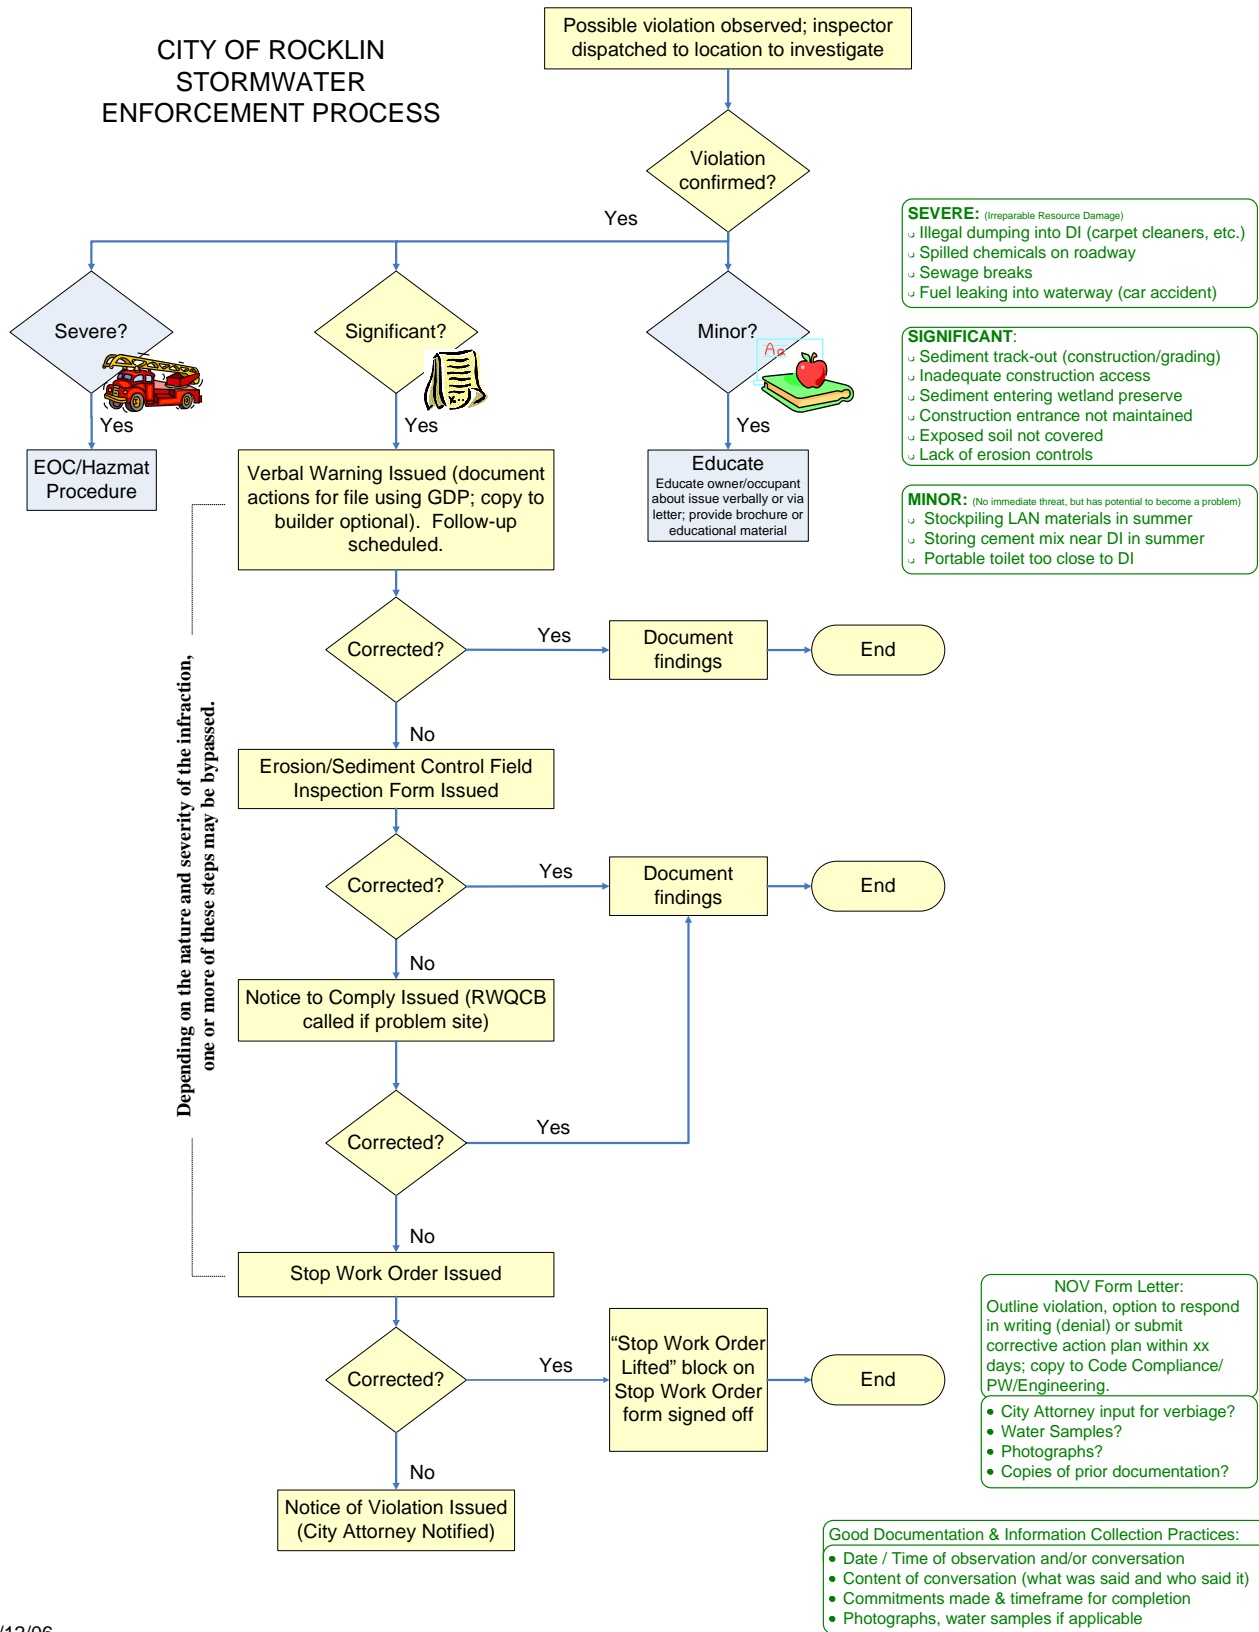 CITY OF ROCKLIN
STORMWATER
ENFORCEMENT PROCESS
Possible violation observed; inspector
dispatched to location to investigate
Violation
confirmed?
Yes
Severe?
Significant?
Minor?
Aa
Yes
Yes
Yes
EOC/Hazmat
Procedure
Verbal Warning Issued (document
actions for file using GDP; copy to
builder optional). Follow-up
scheduled.
Educate
Educate owner/occupant
about issue verbally or via
letter; provide brochure or
educational material
SEVERE: (Irreparable Resource Damage)
Illegal dumping into DI (carpet cleaners, etc.)
Spilled chemicals on roadway
Sewage breaks
Fuel leaking into waterway (car accident)
SIGNIFICANT:
Sediment track-out (construction/grading)
Inadequate construction access
Sediment entering wetland preserve
Construction entrance not maintained
Exposed soil not covered
Lack of erosion controls
MINOR: (No immediate threat, but has potential to become a problem)
Stockpiling LAN materials in summer
Storing cement mix near DI in summer
Portable toilet too close to DI
Depending on the nature and severity of the infraction,
one or more of these steps may be bypassed.
Corrected?
Yes
Document
findings
End
No
Erosion/Sediment Control Field
Inspection Form Issued
Corrected?
Yes
Document
findings
End
No
Notice to Comply Issued (RWQCB
called if problem site)
Corrected?
Yes
No
Stop Work Order Issued
Corrected?
Yes
“Stop Work Order
Lifted” block on
Stop Work Order
form signed off
End
No
Notice of Violation Issued
(City Attorney Notified)
NOV Form Letter:
Outline violation, option to respond
in writing (denial) or submit
corrective action plan within xx
days; copy to Code Compliance/
PW/Engineering.
• City Attorney input for verbiage?
• Water Samples?
• Photographs?
• Copies of prior documentation?
Good Documentation & Information Collection Practices:
• Date / Time of observation and/or conversation
• Content of conversation (what was said and who said it)
• Commitments made & timeframe for completion
• Photographs, water samples if applicable